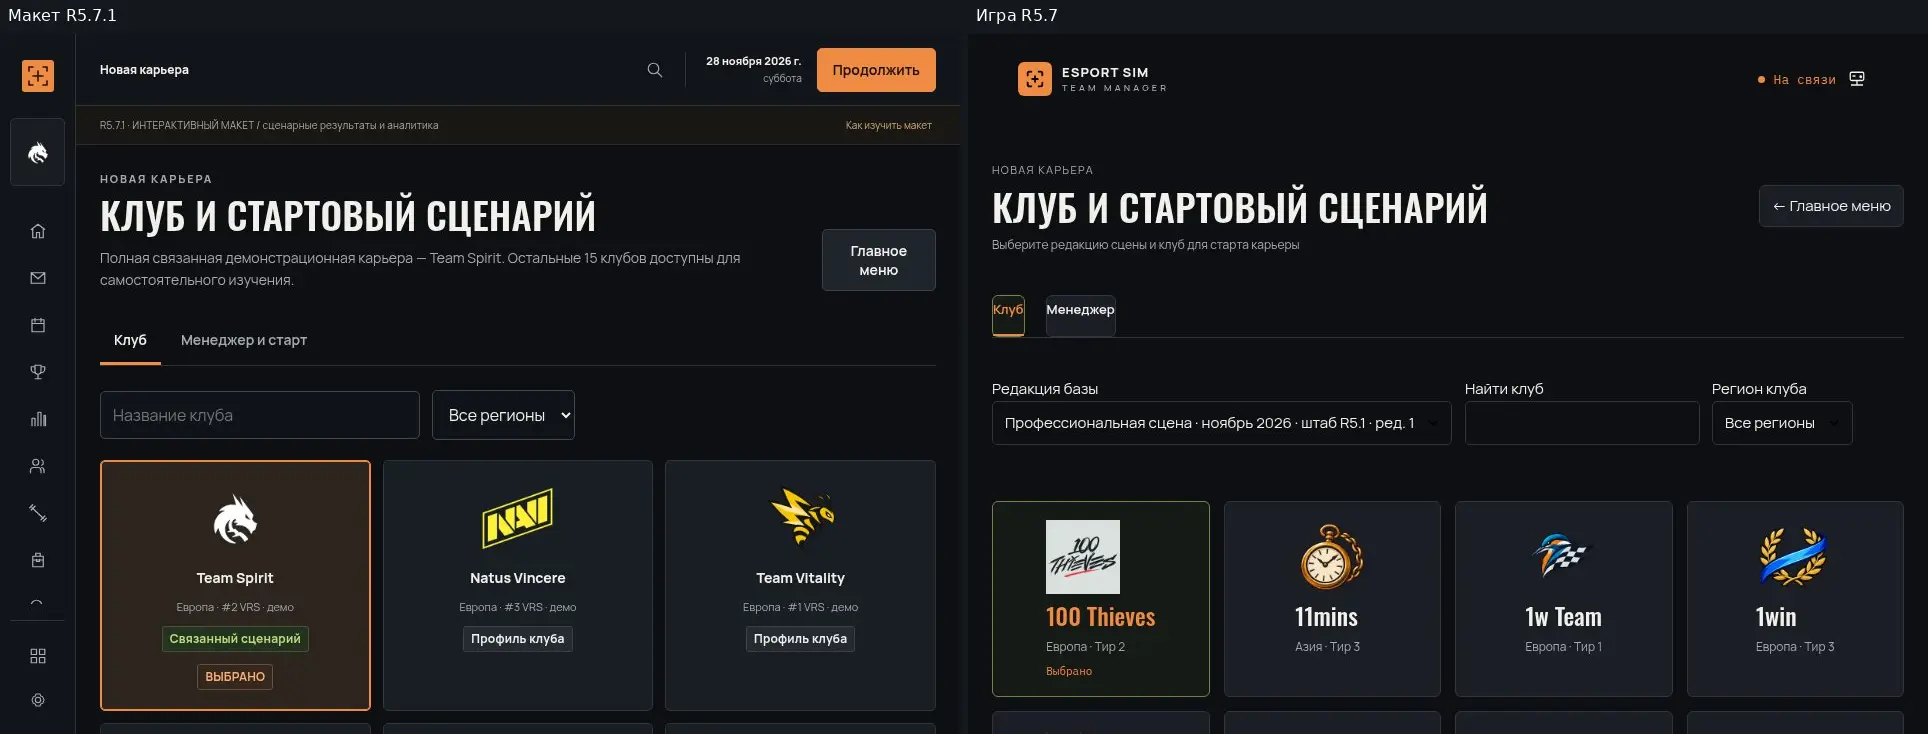 Макет R5.7.1
Новая карьера
28 ноября 2026 г.
суббота
Продолжить
R5.7.1 · ИНТЕРАКТИВНЫЙ МАКЕТ / сценарные результаты и аналитика
Как изучить макет
НОВАЯ КАРЬЕРА
КЛУБ И СТАРТОВЫЙ СЦЕНАРИЙ
Полная связанная демонстрационная карьера — Team Spirit. Остальные 15 клубов доступны для
самостоятельного изучения.
Главное
меню
Клуб
Менеджер и старт
Название клуба
Все регионы
Team Spirit
Европа · #2 VRS · демо
Связанный сценарий
ВЫБРАНО
NAVI
Natus Vincere
Европа · #3 VRS · демо
Профиль клуба
Team Vitality
Европа · #1 VRS · демо
Профиль клуба
Игра R5.7
ESPORT SIM
TEAM MANAGER
На связи
НОВАЯ КАРЬЕРА
КЛУБ И СТАРТОВЫЙ СЦЕНАРИЙ
Выберите редакцию сцены и клуб для старта карьеры
← Главное меню
Клуб
Менеджер
Редакция базы
Профессиональная сцена · ноябрь 2026 · штаб R5.1 · ред. 1
Найти клуб
Регион клуба
Все регионы
100
THIEVES
100 Thieves
Европа · Тир 2
Выбрано
11mins
Азия · Тир 3
1w Team
Европа · Тир 1
1win
Европа · Тир 3